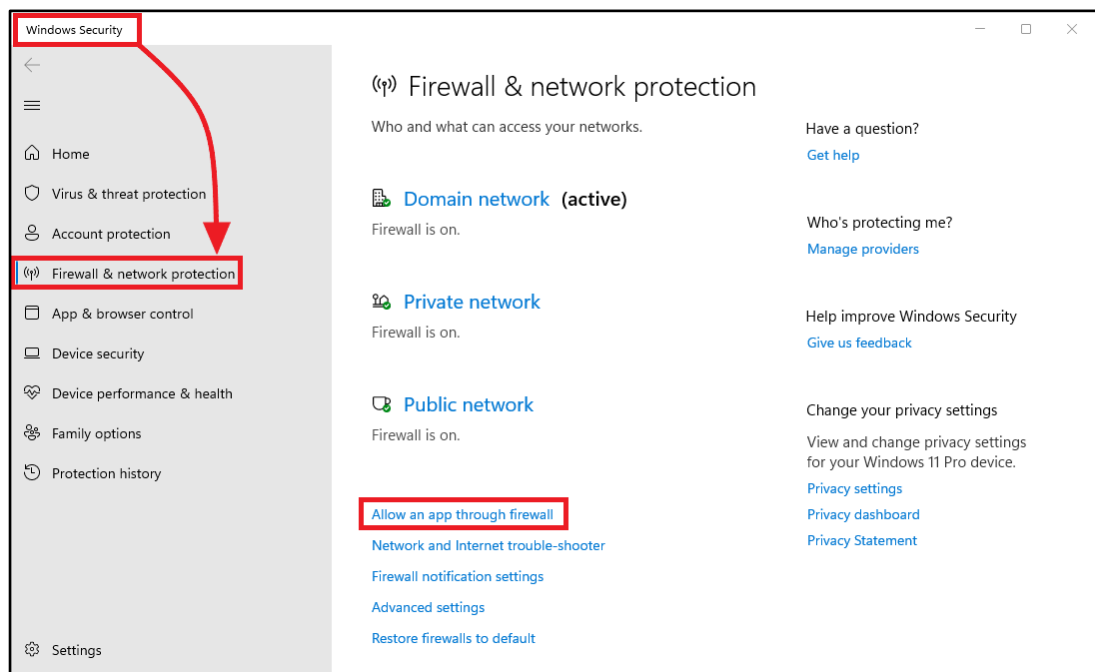 Windows Security
Home
Virus & threat protection
Account protection
Firewall & network protection
App & browser control
Device security
Device performance & health
Family options
Protection history
Settings
Firewall & network protection
Who and what can access your networks.
Domain network (active)
Firewall is on.
Private network
Firewall is on.
Public network
Firewall is on.
Allow an app through firewall
Network and Internet trouble-shooter
Firewall notification settings
Advanced settings
Restore firewalls to default
Have a question?
Get help
Who's protecting me?
Manage providers
Help improve Windows Security
Give us feedback
Change your privacy settings
View and change privacy settings
for your Windows 11 Pro device.
Privacy settings
Privacy dashboard
Privacy Statement